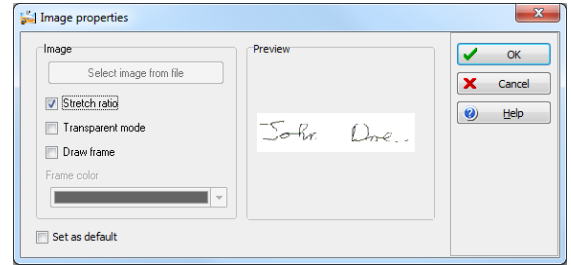 Image properties
Image
Select image from file
Stretch ratio
Transparent mode
Draw frame
Frame color
Set as default
Preview
John Doe..
OK
Cancel
Help